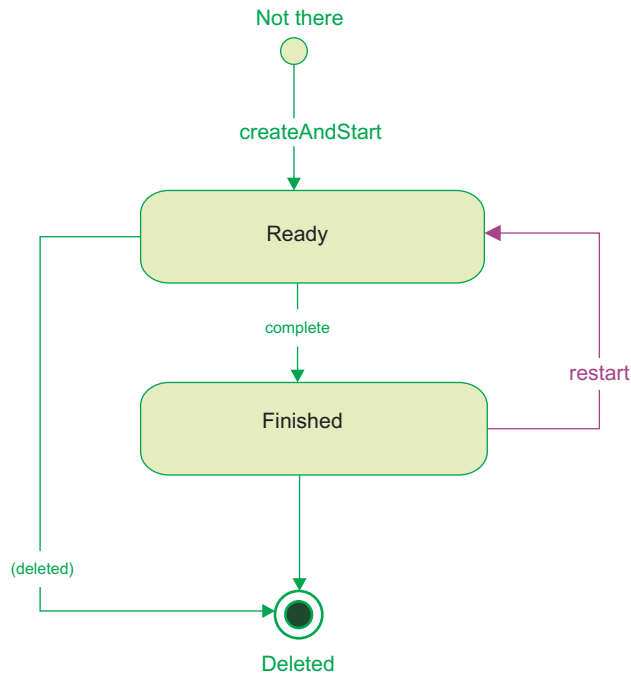 Not there
createAndStart
Ready
complete
restart
Finished
(deleted)
Deleted